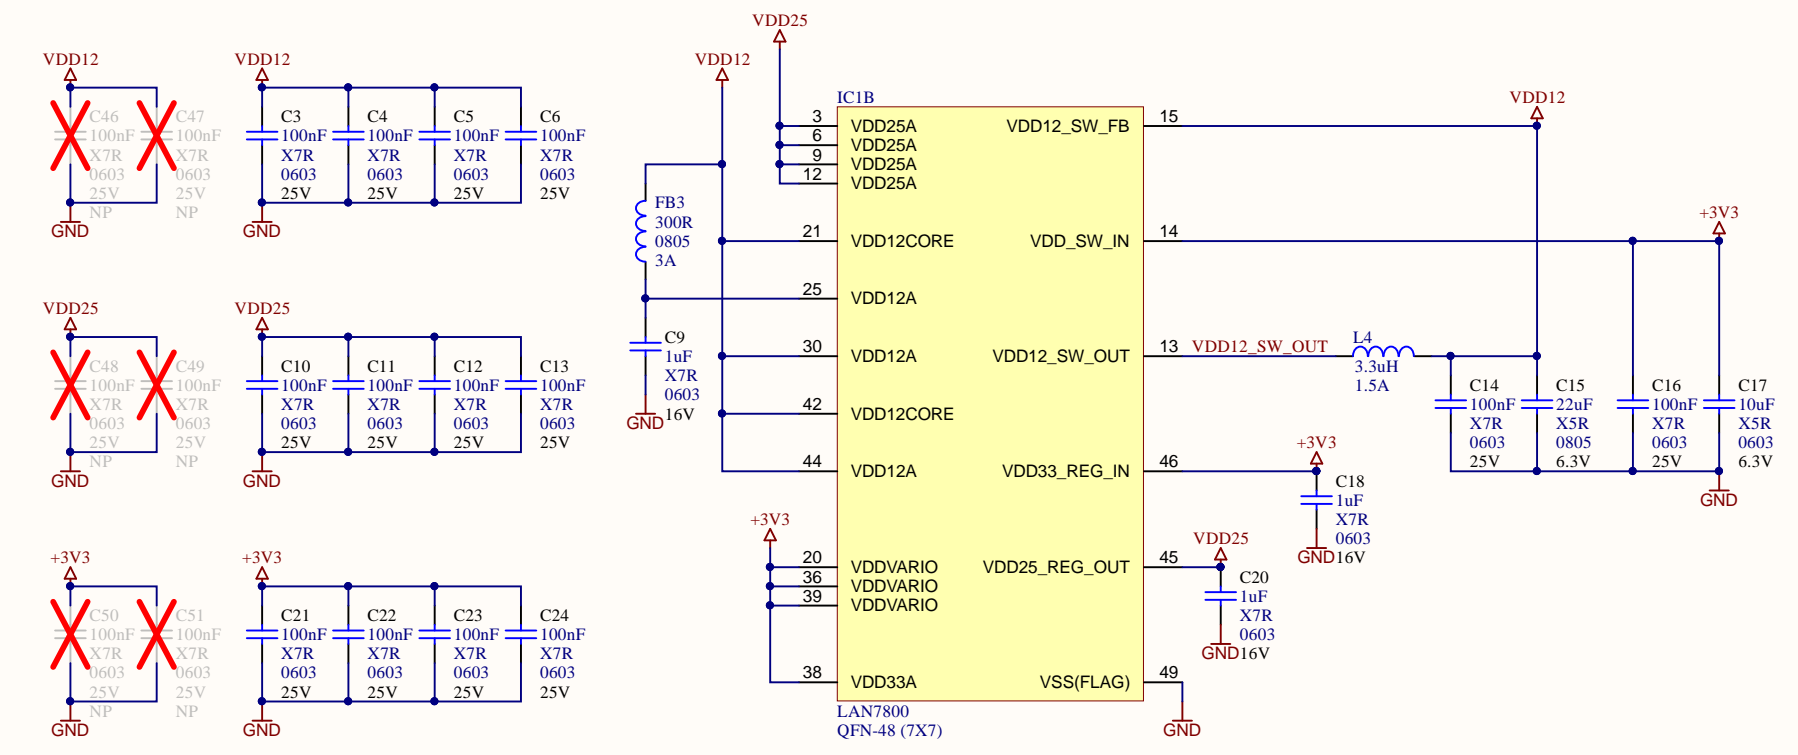 VDD12
C46
100nF
X7R
0603
25V
NP
C47
100nF
X7R
0603
25V
NP
GND
VDD12
C3
100nF
X7R
0603
25V
C4
100nF
X7R
0603
25V
C5
100nF
X7R
0603
25V
C6
100nF
X7R
0603
25V
GND
VDD25
C48
100nF
X7R
0603
25V
NP
C49
100nF
X7R
0603
25V
NP
GND
VDD25
C10
100nF
X7R
0603
25V
C11
100nF
X7R
0603
25V
C12
100nF
X7R
0603
25V
C13
100nF
X7R
0603
25V
GND
+3V3
C50
100nF
X7R
0603
25V
NP
C51
100nF
X7R
0603
25V
NP
GND
+3V3
C21
100nF
X7R
0603
25V
C22
100nF
X7R
0603
25V
C23
100nF
X7R
0603
25V
C24
100nF
X7R
0603
25V
GND
VDD25
VDD12
FB3
300R
0805
3A
C9
1uF
X7R
0603
16V
GND
+3V3
IC1B
3 VDD25A
6 VDD25A
9 VDD25A
12 VDD25A
21 VDD12CORE
25 VDD12A
30 VDD12A
42 VDD12CORE
44 VDD12A
20 VDDVARIO
36 VDDVARIO
39 VDDVARIO
38 VDD33A
VDD12_SW_FB 15
VDD_SW_IN 14
VDD12_SW_OUT 13
VDD33_REG_IN 46
VDD25_REG_OUT 45
VSS(FLAG) 49
LAN7800
QFN-48 (7X7)
GND
VDD12_SW_OUT
L4
3.3uH
1.5A
VDD12
+3V3
C14
100nF
X7R
0603
25V
C15
22uF
X5R
0805
6.3V
C16
100nF
X7R
0603
25V
C17
10uF
X5R
0603
6.3V
GND
+3V3
C18
1uF
X7R
0603
16V
GND
VDD25
C20
1uF
X7R
0603
16V
GND